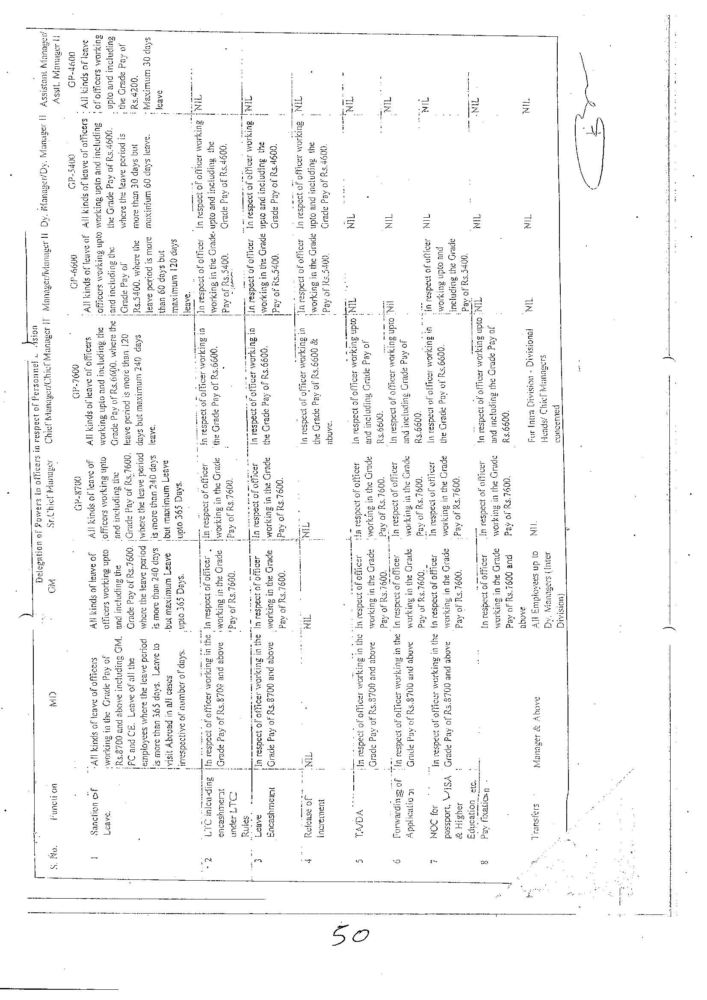 Delegation of Powers to officers in respect of Personnel
S. No.
Function
MD
GM
Sr.Chief Manager
GP-8700
Chief Manager/Chief Manager II
GP-7600
Manager/Manager II
GP-6600
Dy. Manager/Dy. Manager II
GP-5400
Assistant Manager/
Asstt. Manager II
GP-4600
1
Sanction of
Leave.
All kinds of leave of officers
working in the Grade Pay of
Rs.8700 and above including GM.
FC and CE. Leave of all the
employees where the leave period
is more than 365 days. Leave to
visit Abroad in all cases
irrespective of number of days.
All kinds of leave of
officers working upto
and including the
Grade Pay of Rs.7600.
where the leave period
is more than 240 days
but maximum Leave
upto 365 Days.
All kinds of leave of
officers working upto
and including the
Grade Pay of Rs.7600.
where the leave period
is more than 240 days
but maximum Leave
upto 365 Days.
All kinds of leave of officers
working upto and including the
Grade Pay of Rs.6600. where the
leave period is more than 120
days but maximum 240 days
leave.
All kinds of leave of
officers working upto
and including the
Grade Pay of
Rs.5400. where the
leave period is more
than 60 days but
maximum 120 days
leave.
All kinds of leave of officers
working upto and including
the Grade Pay of Rs.4600.
where the leave period is
more than 30 days but
maximum 60 days leave.
All kinds of leave
of officers working
upto and including
the Grade Pay of
Rs.4200.
Maximum 30 days
leave
2
LTC inlcuding
encashment
under LTC
Rules
In respect of officer working in the
Grade Pay of Rs.8700 and above
In respect of officer
working in the Grade
Pay of Rs.7600.
In respect of officer
working in the Grade
Pay of Rs.7600.
In respect of officer working in
the Grade Pay of Rs.6600.
In respect of officer
working in the Grade
Pay of Rs.5400.
In respect of officer working
upto and including the
Grade Pay of Rs.4600.
NIL
3
Leave
Encashment
In respect of officer working in the
Grade Pay of Rs.8700 and above
In respect of officer
working in the Grade
Pay of Rs.7600.
In respect of officer
working in the Grade
Pay of Rs.7600.
In respect of officer working in
the Grade Pay of Rs.6600.
In respect of officer
working in the Grade
Pay of Rs.5400.
In respect of officer working
upto and including the
Grade Pay of Rs.4600.
NIL
4
Release of
Increment
NIL
NIL
NIL
In respect of officer working in
the Grade Pay of Rs.6600 &
above.
In respect of officer
working in the Grade
Pay of Rs.5400.
In respect of officer working
upto and including the
Grade Pay of Rs.4600.
NIL
5
TA/DA
In respect of officer working in the
Grade Pay of Rs.8700 and above
In respect of officer
working in the Grade
Pay of Rs.7600.
In respect of officer
working in the Grade
Pay of Rs.7600.
In respect of officer working upto
and including Grade Pay of
Rs.6600.
NIL
NIL
NIL
6
Forwarding of
Application
In respect of officer working in the
Grade Pay of Rs.8700 and above
In respect of officer
working in the Grade
Pay of Rs.7600.
In respect of officer
working in the Grade
Pay of Rs.7600.
In respect of officer working upto
and including Grade Pay of
Rs.6600.
Nil
NIL
NIL
7
NOC for
passport, VISA
& Higher
Education etc.
In respect of officer working in the
Grade Pay of Rs.8700 and above
In respect of officer
working in the Grade
Pay of Rs.7600.
In respect of officer
working in the Grade
Pay of Rs.7600.
In respect of officer working in
the Grade Pay of Rs.6600.
In respect of officer
working upto and
including the Grade
Pay of Rs.5400.
NIL
NIL
8
Pay fixation
In respect of officer
working in the Grade
Pay of Rs.7600 and
above
In respect of officer
working in the Grade
Pay of Rs.7600.
In respect of officer working upto
and including the Grade Pay of
Rs.6600.
NIL
NIL
NIL
Transfers
Manager & Above
All Employees up to
Dy. Managers (Inter
Division)
NIL
For Intra Division - Divisional
Heads/ Chief Managers
concerned
NIL
NIL
NIL
50